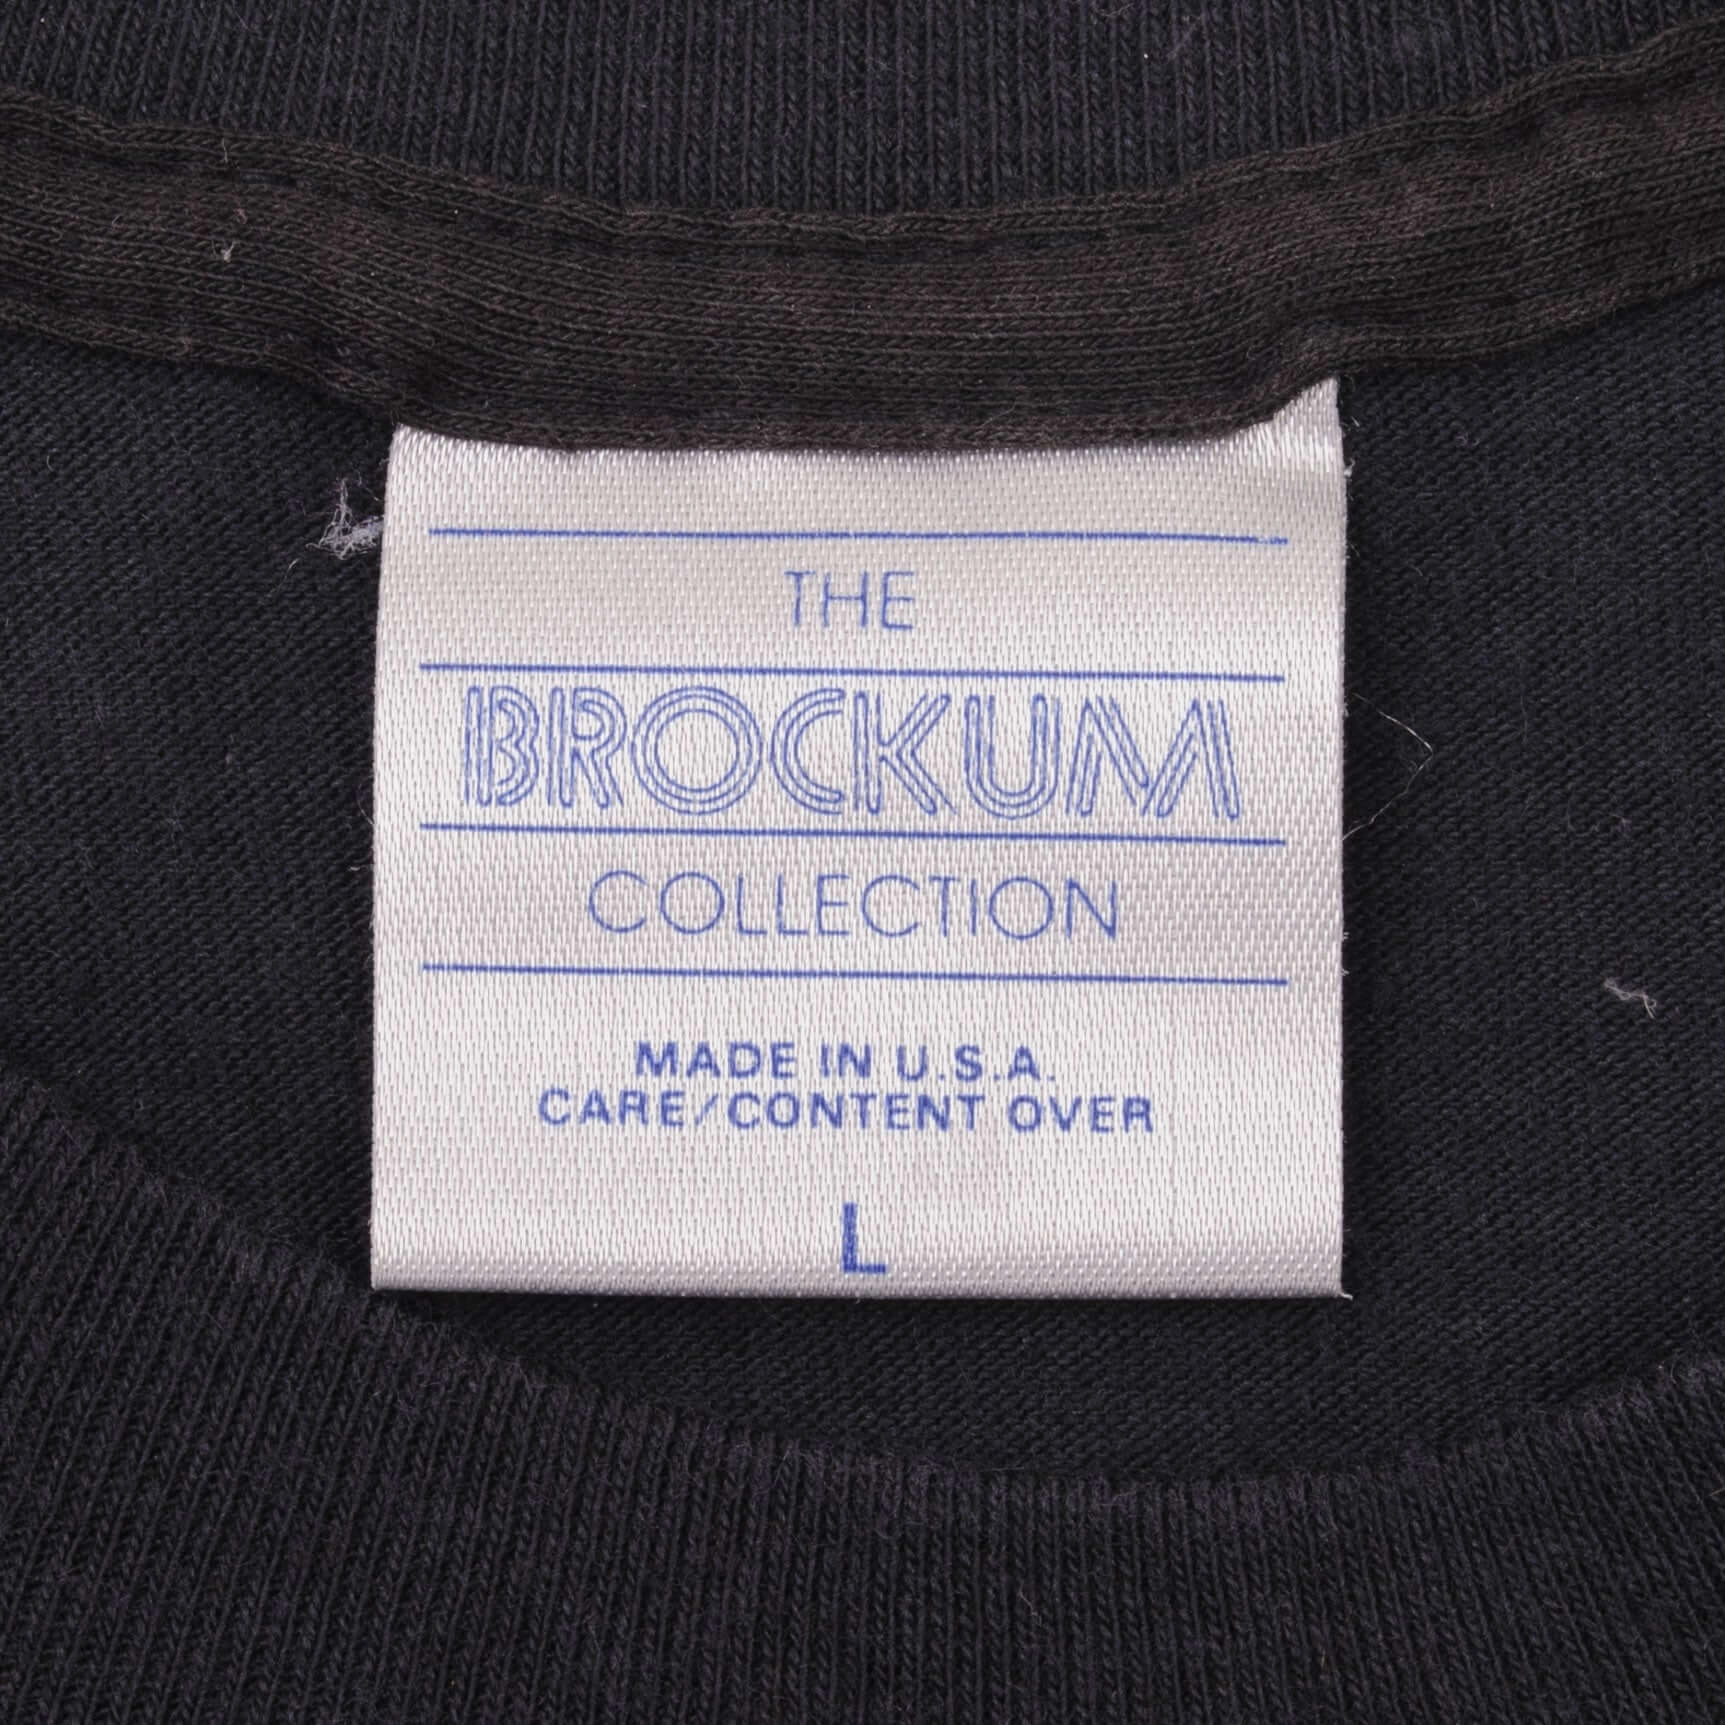 THE
BROCKUM
COLLECTION
MADE IN U.S.A.
CARE/CONTENT OVER
L